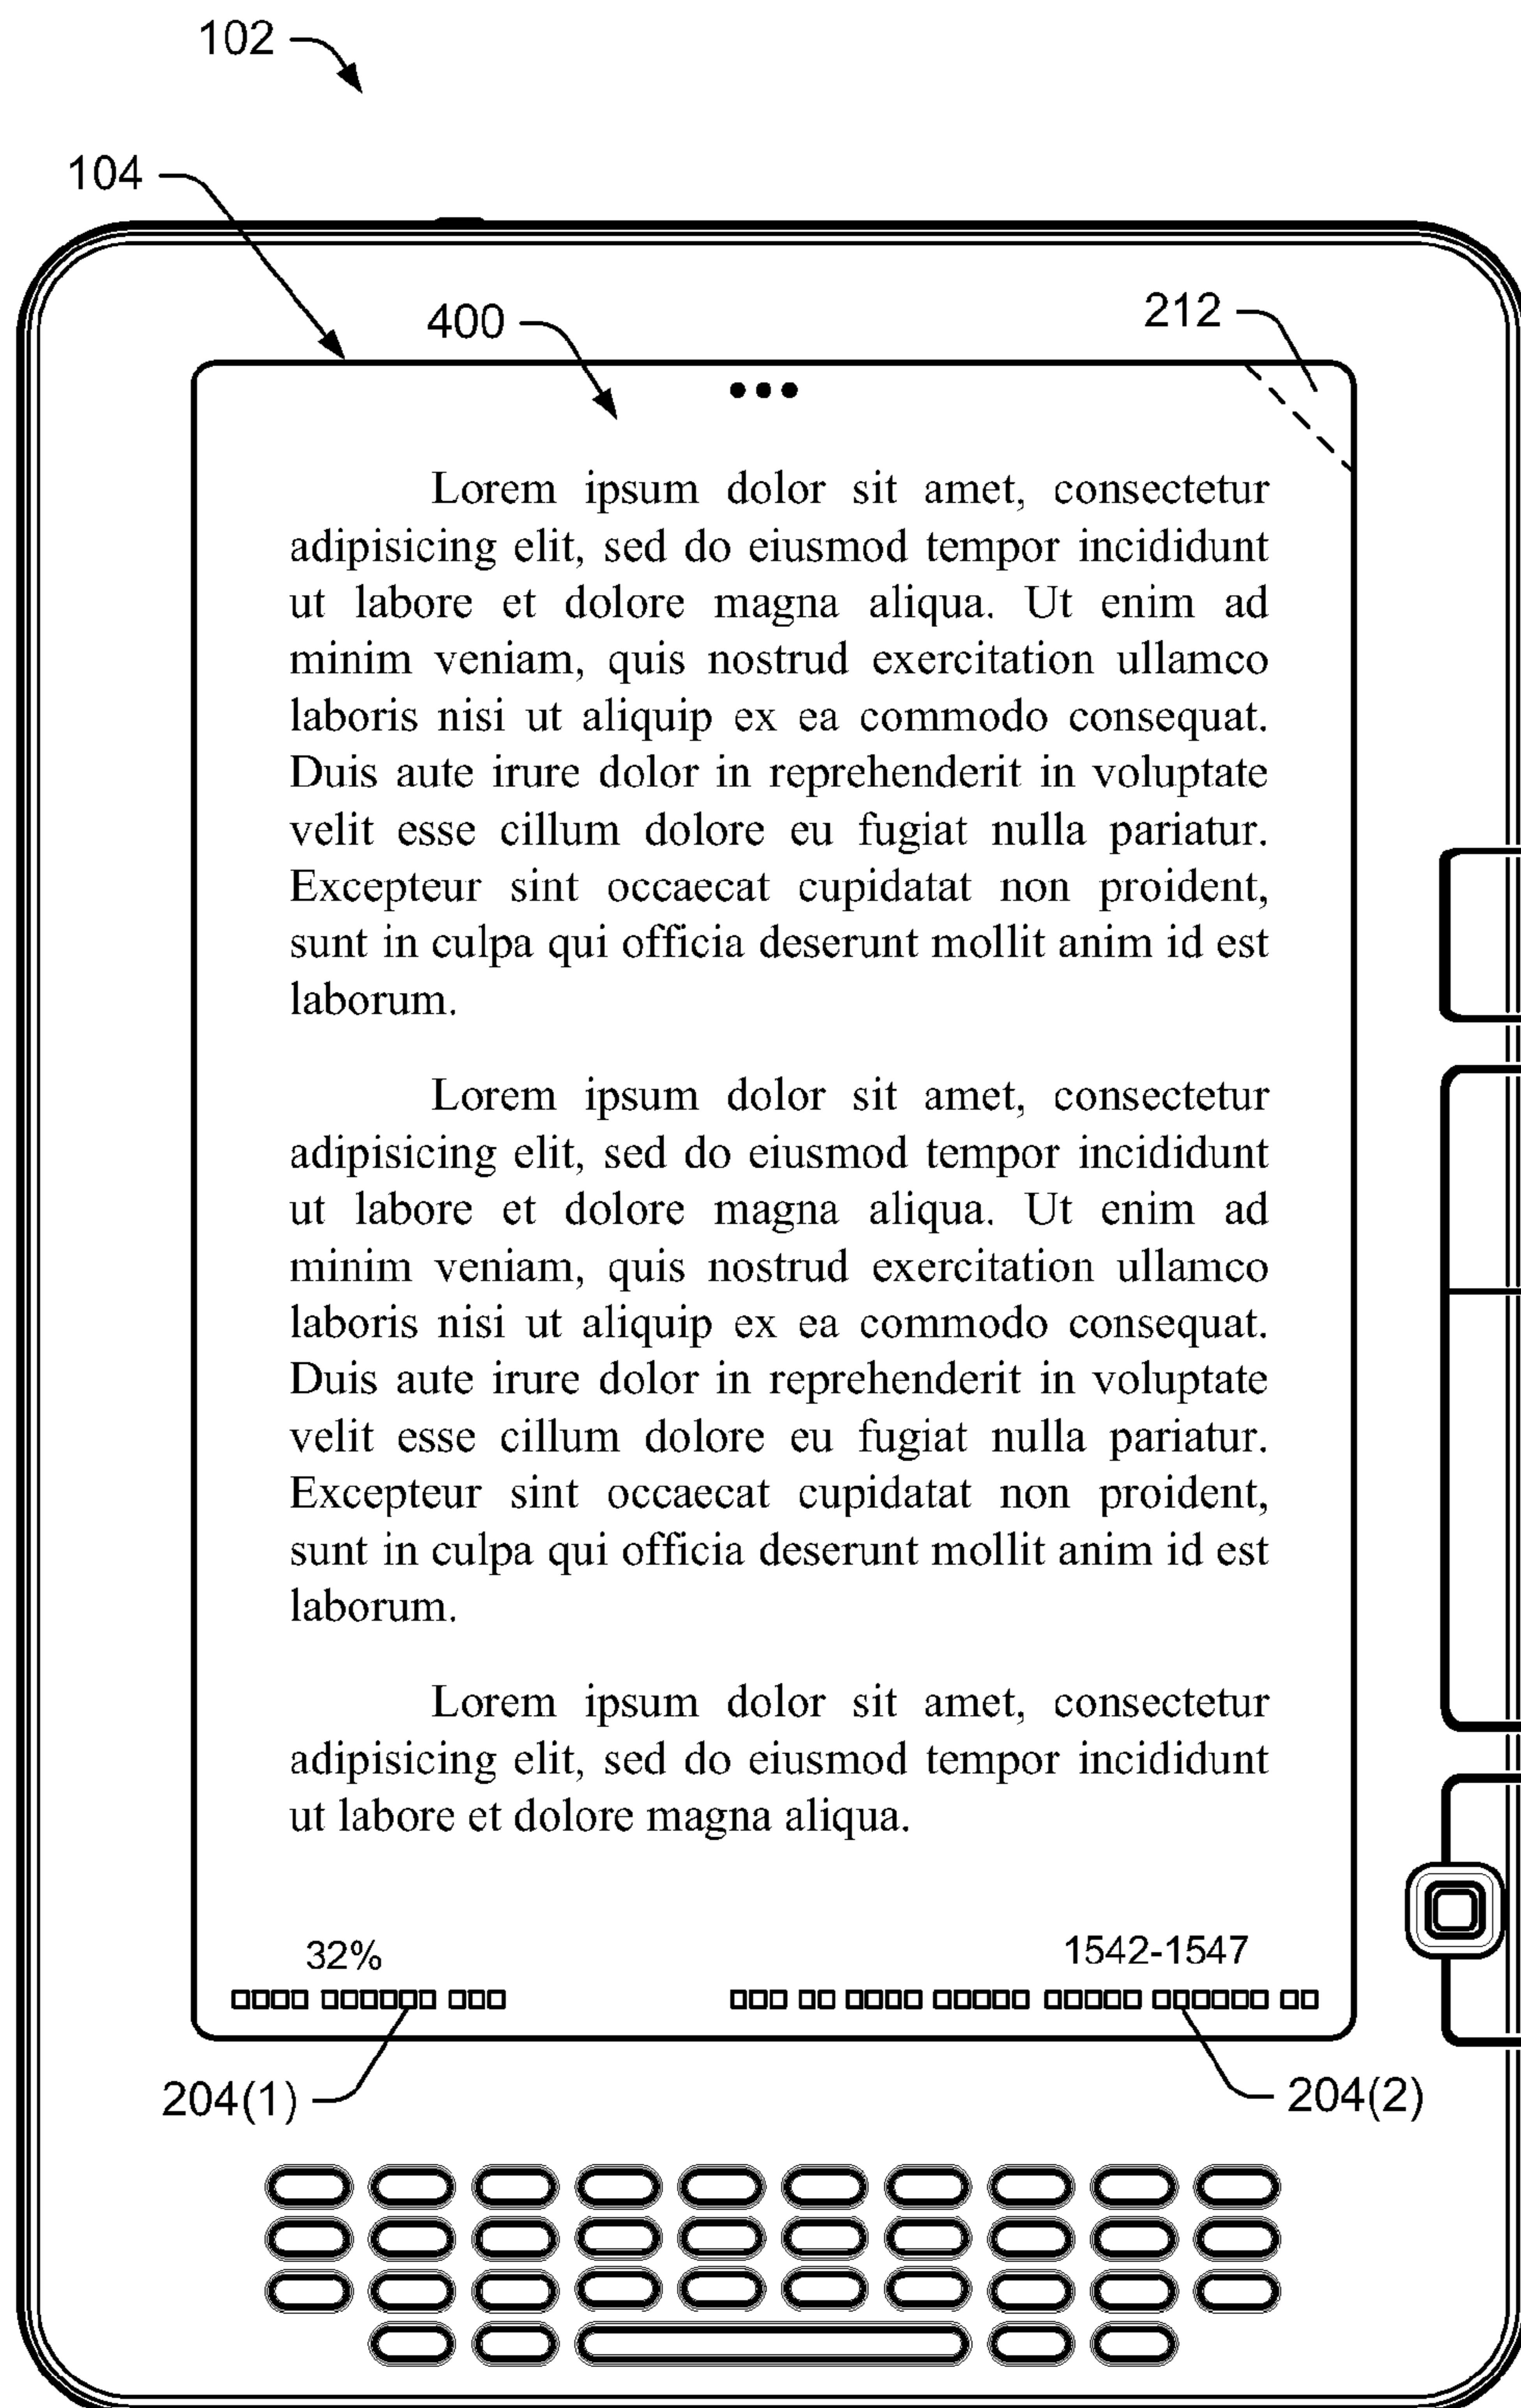 102
104
400
212
Lorem ipsum dolor sit amet, consectetur
adipisicing elit, sed do eiusmod tempor incididunt
ut labore et dolore magna aliqua. Ut enim ad
minim veniam, quis nostrud exercitation ullamco
laboris nisi ut aliquip ex ea commodo consequat.
Duis aute irure dolor in reprehenderit in voluptate
velit esse cillum dolore eu fugiat nulla pariatur.
Excepteur sint occaecat cupidatat non proident,
sunt in culpa qui officia deserunt mollit anim id est
laborum.
Lorem ipsum dolor sit amet, consectetur
adipisicing elit, sed do eiusmod tempor incididunt
ut labore et dolore magna aliqua. Ut enim ad
minim veniam, quis nostrud exercitation ullamco
laboris nisi ut aliquip ex ea commodo consequat.
Duis aute irure dolor in reprehenderit in voluptate
velit esse cillum dolore eu fugiat nulla pariatur.
Excepteur sint occaecat cupidatat non proident,
sunt in culpa qui officia deserunt mollit anim id est
laborum.
Lorem ipsum dolor sit amet, consectetur
adipisicing elit, sed do eiusmod tempor incididunt
ut labore et dolore magna aliqua.
32%
1542-1547
204(1)
204(2)